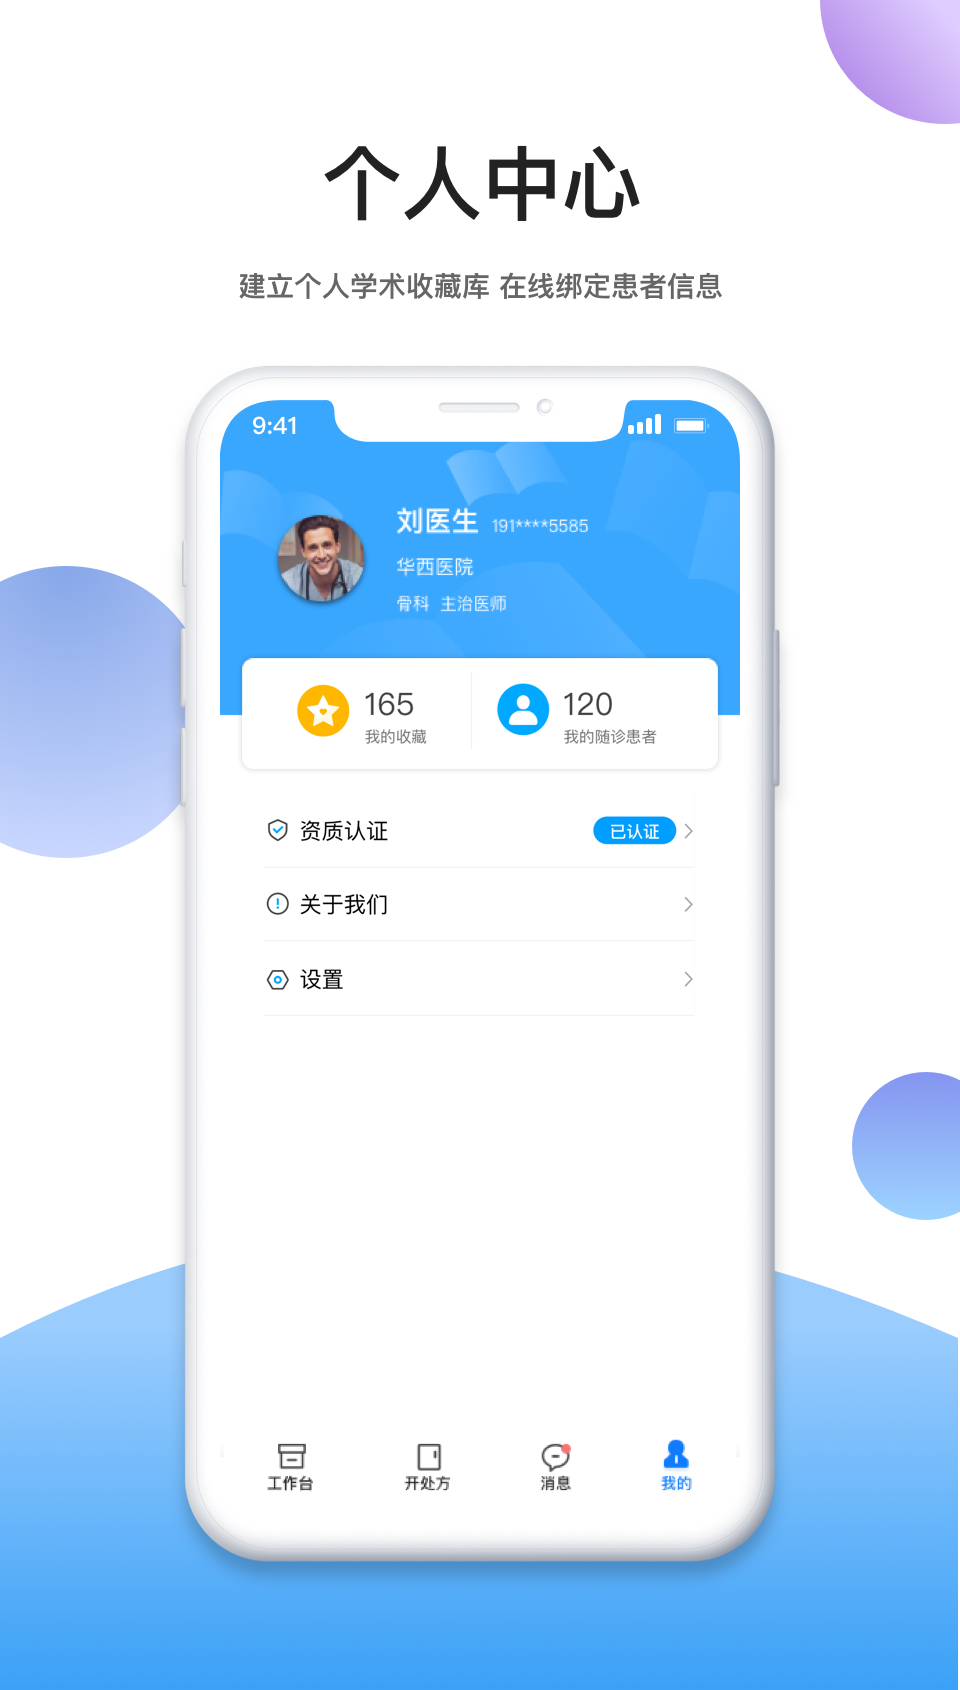 个人中心
建立个人学术收藏库 在线绑定患者信息
9:41
刘医生 191****5585
华西医院
骨科 主治医师
165
我的收藏
120
我的随诊患者
资质认证 已认证
关于我们
设置
工作台 开处方 消息 我的